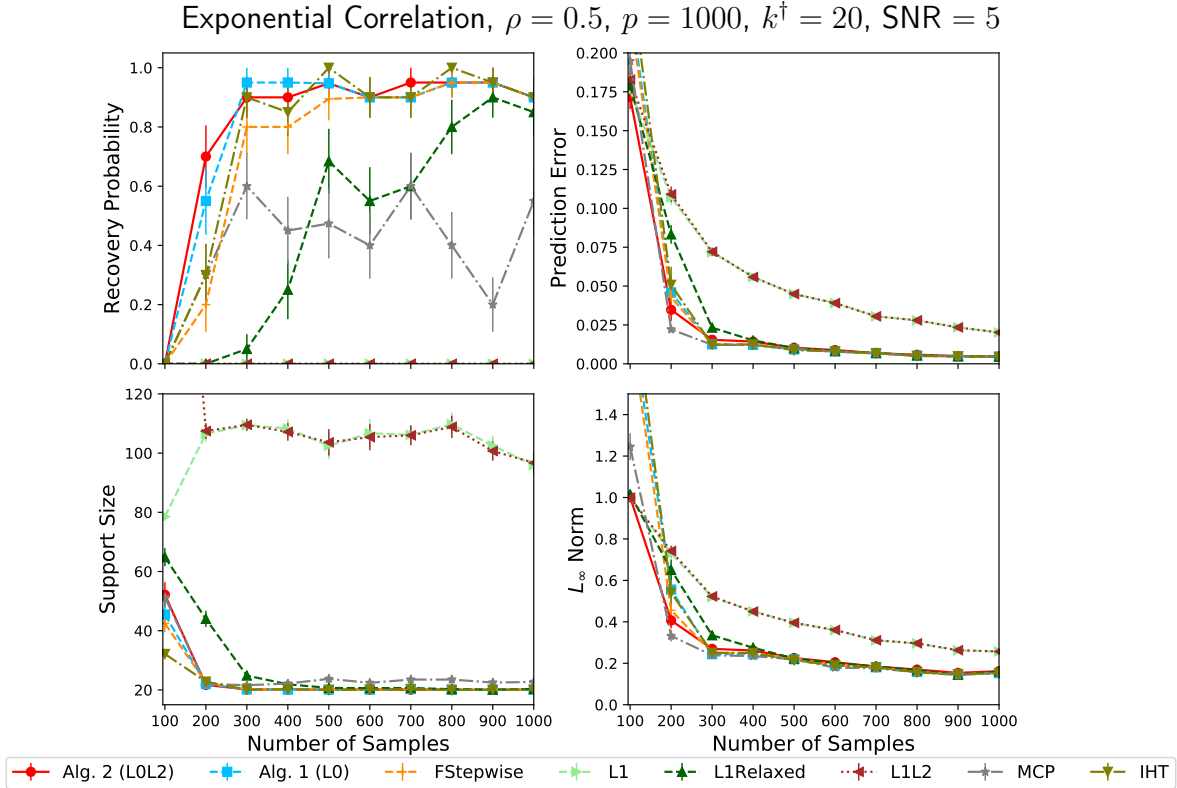 Exponential Correlation, ρ = 0.5, p = 1000, k† = 20, SNR = 5
Recovery Probability
1.0
0.8
0.6
0.4
0.2
0.0
Prediction Error
0.200
0.175
0.150
0.125
0.100
0.075
0.050
0.025
0.000
Support Size
120
100
80
60
40
20
100 200 300 400 500 600 700 800 900 1000
Number of Samples
L∞ Norm
1.4
1.2
1.0
0.8
0.6
0.4
0.2
0.0
100 200 300 400 500 600 700 800 900 1000
Number of Samples
Alg. 2 (L0L2) Alg. 1 (L0) FStepwise L1 L1Relaxed L1L2 MCP IHT